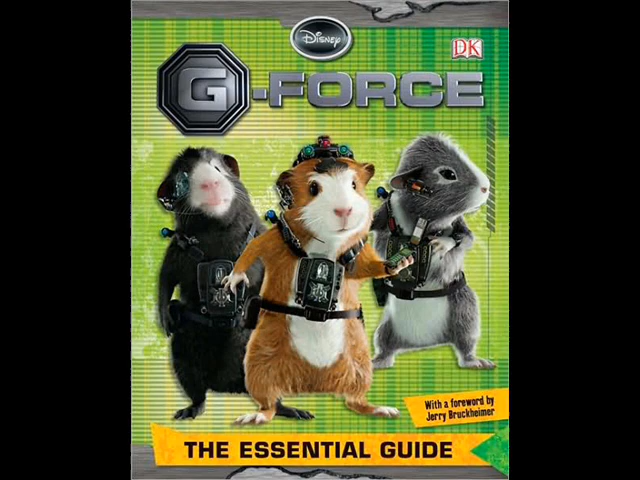 Disney
DK
G-FORCE
With a foreword by
Jerry Bruckheimer
THE ESSENTIAL GUIDE